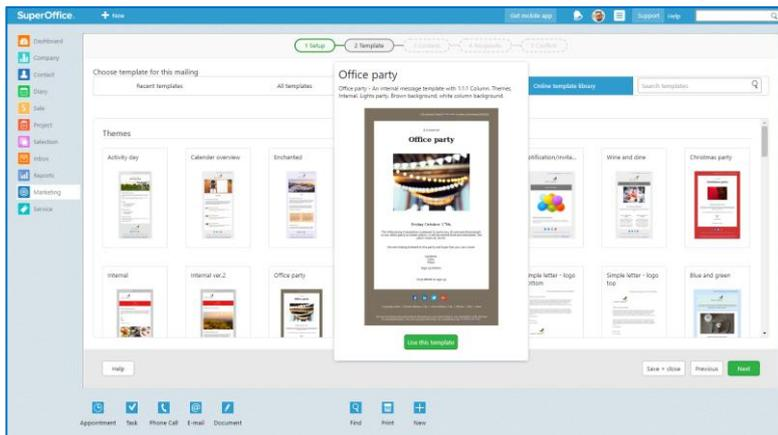 SuperOffice.
+ New
Get mobile app
Support
Help
Dashboard
Company
Contact
Diary
Sale
Project
Selection
Inbox
Reports
Marketing
Service
1 Setup
2 Template
3 Content
4 Recipients
5 Confirm
Choose template for this mailing
Recent templates
All templates
Online template library
Search templates
Themes
Activity day
Calender overview
Enchanted
Wine and dine
Christmas party
Internal
Internal ver.2
Office party
Simple letter - logo top
Blue and green
Office party
Office party - An internal message template with 1:1:1 Column. Themes,
Internal. Lights party. Brown background, white column background.
Office party
Friday October 17th
Use this template
Help
Save + close
Previous
Next
Appointment
Task
Phone Call
E-mail
Document
Find
Print
New